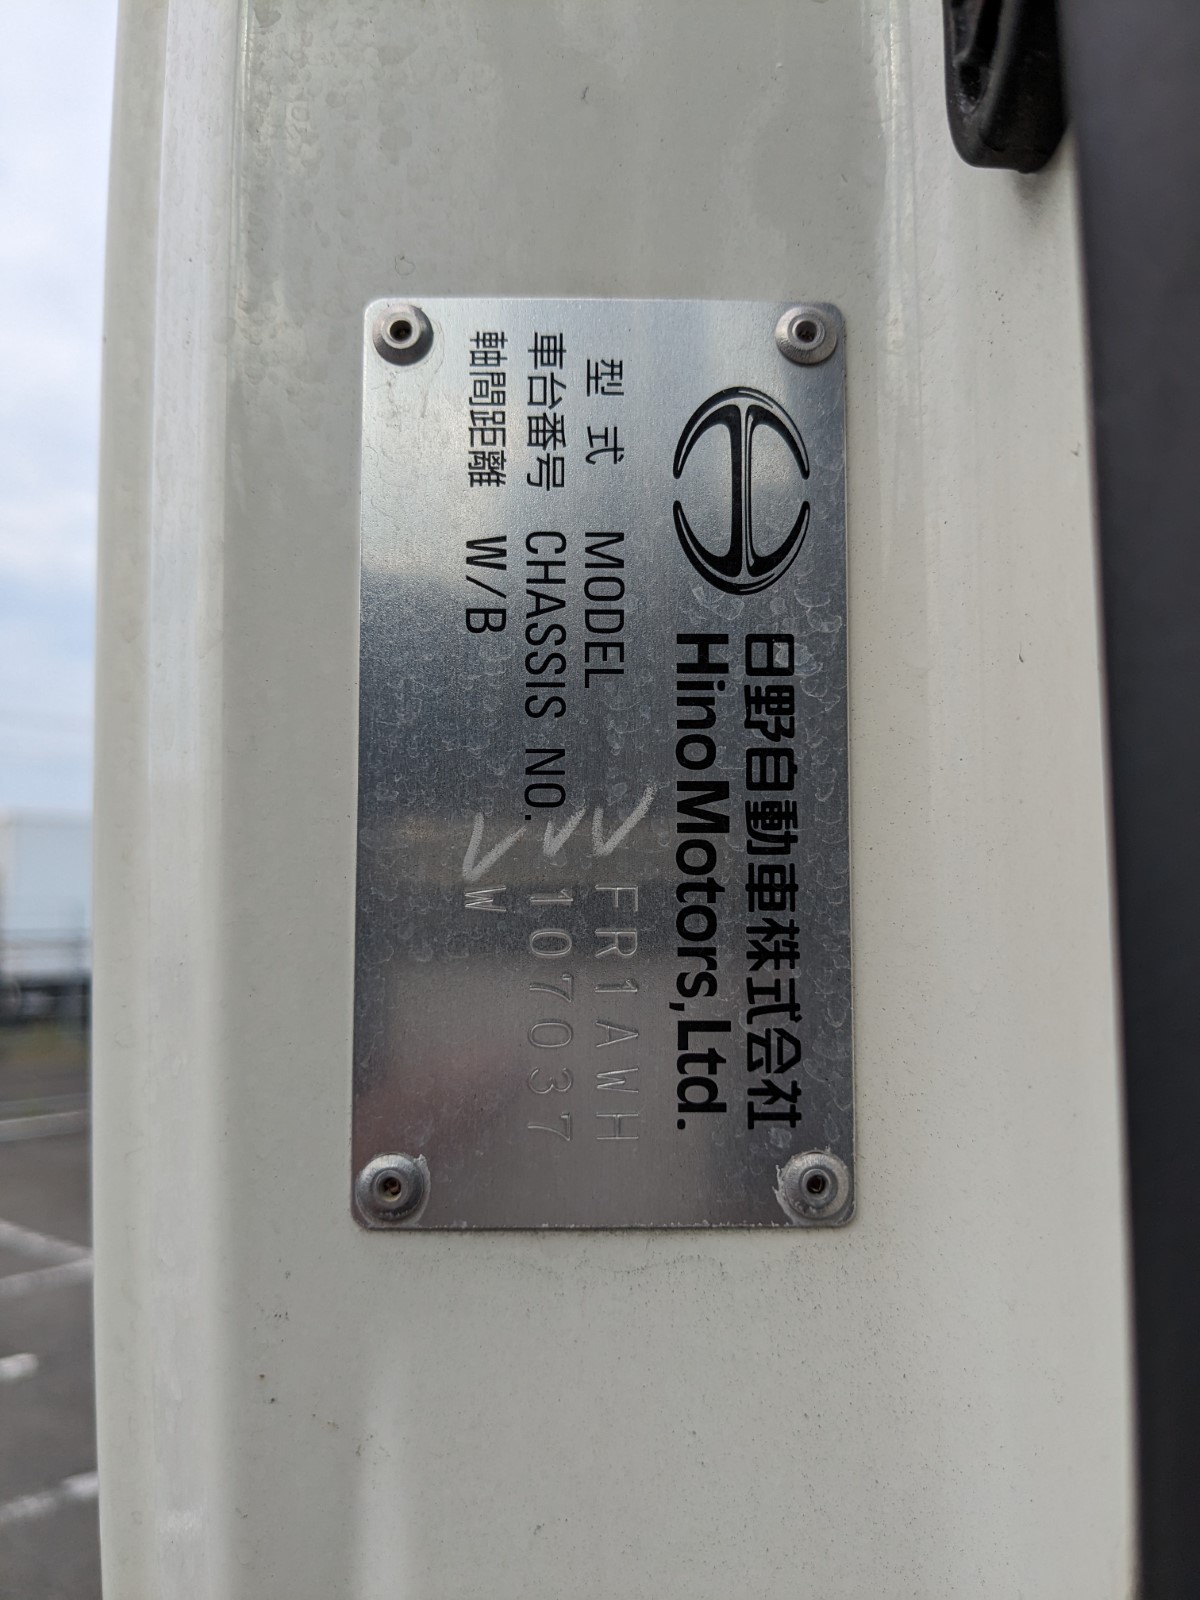 日野自動車株式会社
Hino Motors, Ltd.
型式 MODEL FR1AWH
車台番号 CHASSIS NO. 107037
軸間距離 W/B W